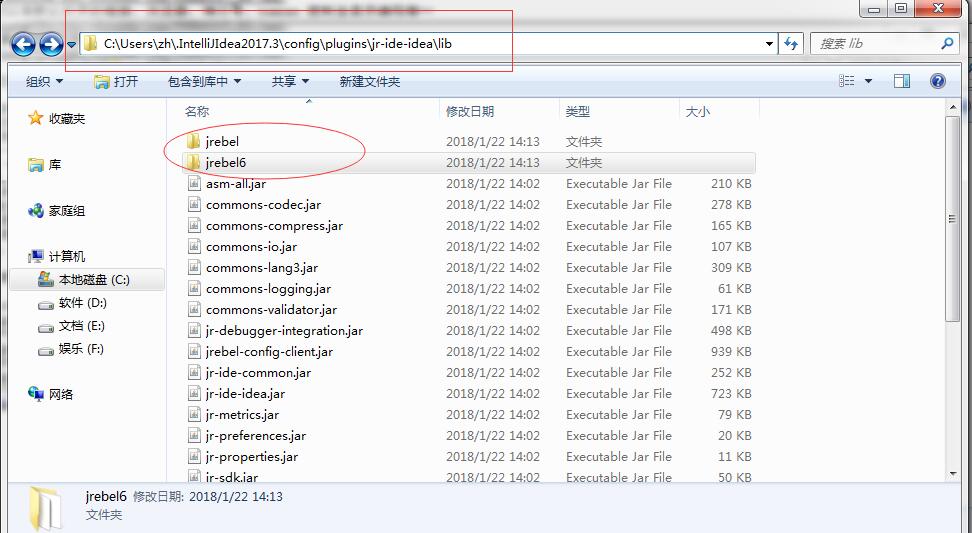 C:\Users\zh\.IntelliJIdea2017.3\config\plugins\jr-ide-idea\lib
搜索 lib
组织 打开 包含到库中 共享 新建文件夹
收藏夹
库
家庭组
计算机
本地磁盘 (C:)
软件 (D:)
文档 (E:)
娱乐 (F:)
网络
名称 修改日期 类型 大小
jrebel 2018/1/22 14:13 文件夹
jrebel6 2018/1/22 14:13 文件夹
asm-all.jar 2018/1/22 14:02 Executable Jar File 210 KB
commons-codec.jar 2018/1/22 14:02 Executable Jar File 278 KB
commons-compress.jar 2018/1/22 14:02 Executable Jar File 165 KB
commons-io.jar 2018/1/22 14:02 Executable Jar File 107 KB
commons-lang3.jar 2018/1/22 14:02 Executable Jar File 309 KB
commons-logging.jar 2018/1/22 14:02 Executable Jar File 61 KB
commons-validator.jar 2018/1/22 14:02 Executable Jar File 171 KB
jr-debugger-integration.jar 2018/1/22 14:02 Executable Jar File 498 KB
jrebel-config-client.jar 2018/1/22 14:02 Executable Jar File 939 KB
jr-ide-common.jar 2018/1/22 14:02 Executable Jar File 252 KB
jr-ide-idea.jar 2018/1/22 14:02 Executable Jar File 723 KB
jr-metrics.jar 2018/1/22 14:02 Executable Jar File 79 KB
jr-preferences.jar 2018/1/22 14:02 Executable Jar File 20 KB
jr-properties.jar 2018/1/22 14:02 Executable Jar File 11 KB
jr-sdk.jar 2018/1/22 14:02 Executable Jar File 50 KB
jrebel6 修改日期: 2018/1/22 14:13
文件夹